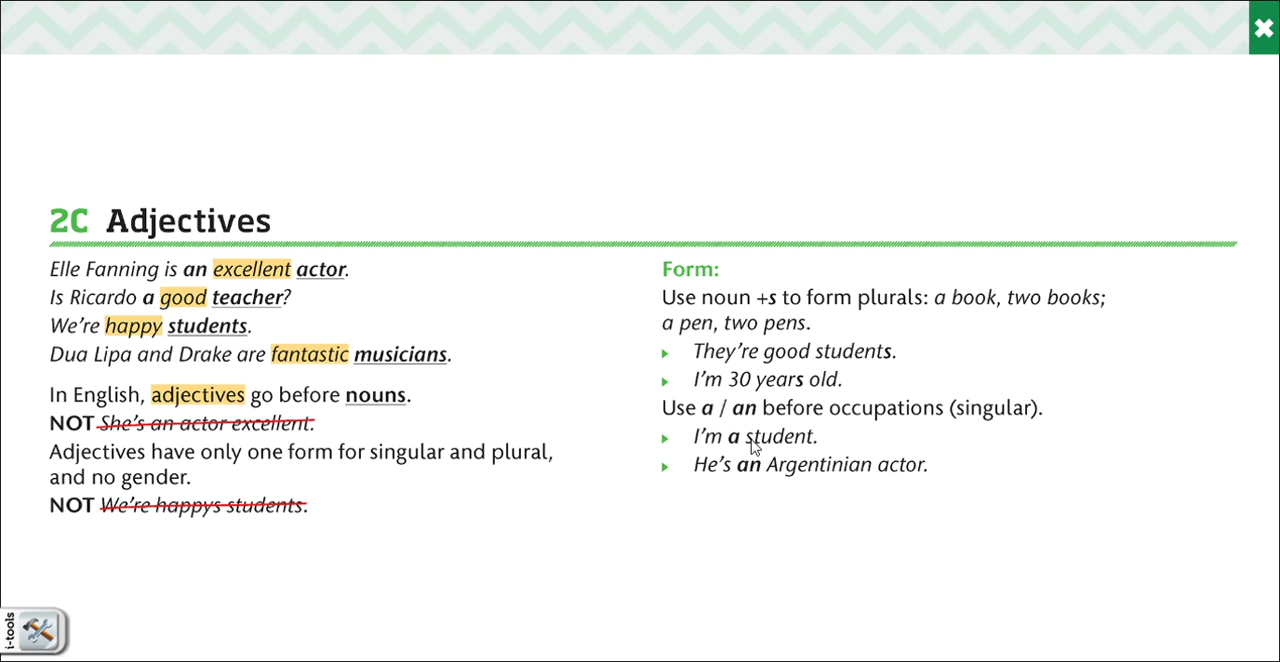 2C Adjectives
Elle Fanning is an excellent actor.
Is Ricardo a good teacher?
We're happy students.
Dua Lipa and Drake are fantastic musicians.
In English, adjectives go before nouns.
NOT She's an actor excellent.
Adjectives have only one form for singular and plural,
and no gender.
NOT We're happys students.
Form:
Use noun +s to form plurals: a book, two books;
a pen, two pens.
They're good students.
I'm 30 years old.
Use a / an before occupations (singular).
I'm a student.
He's an Argentinian actor.
i-tools